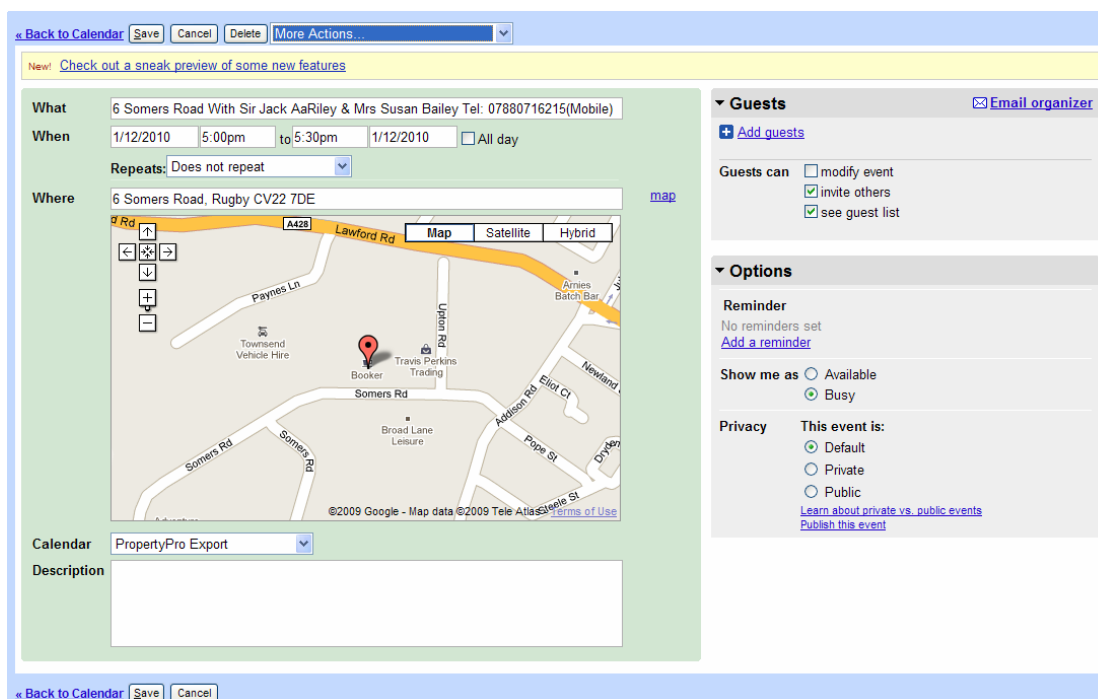 « Back to Calendar Save Cancel Delete More Actions...
New! Check out a sneak preview of some new features
What 6 Somers Road With Sir Jack AaRiley & Mrs Susan Bailey Tel: 07880716215(Mobile)
When 1/12/2010 5:00pm to 5:30pm 1/12/2010 All day
Repeats: Does not repeat
Where 6 Somers Road, Rugby CV22 7DE map
d Rd
A428
Lawford Rd
Map Satellite Hybrid
Paynes Ln
Arnies
Batch Bar
Upton Rd
Townsend
Vehicle Hire
Booker
Travis Perkins
Trading
Somers Rd
Newland
Eliot Ct
Addison Rd
Broad Lane
Leisure
Somers Rd
Somers Rd
Pope St
Dryden
Steele St
©2009 Google - Map data ©2009 Tele Atlas Terms of Use
Calendar PropertyPro Export
Description
Guests Email organizer
Add guests
Guests can modify event
invite others
see guest list
Options
Reminder
No reminders set
Add a reminder
Show me as Available
Busy
Privacy This event is:
Default
Private
Public
Learn about private vs. public events
Publish this event
« Back to Calendar Save Cancel